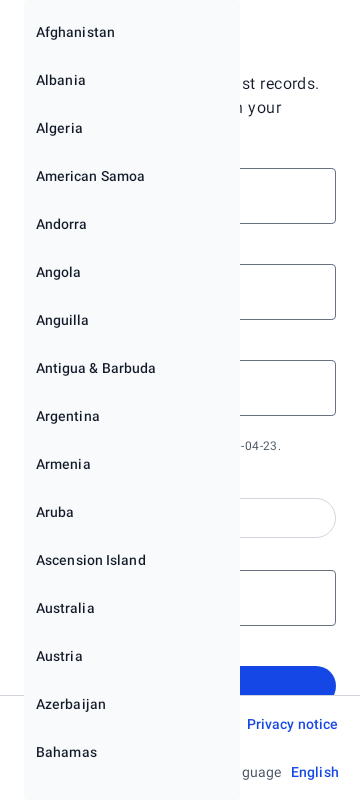 Afghanistan
Albania
st records.
your
Algeria
American Samoa
Andorra
Angola
Anguilla
Antigua & Barbuda
Argentina
-04-23.
Armenia
Aruba
Ascension Island
Australia
Austria
Azerbaijan
Privacy notice
Bahamas
guage English